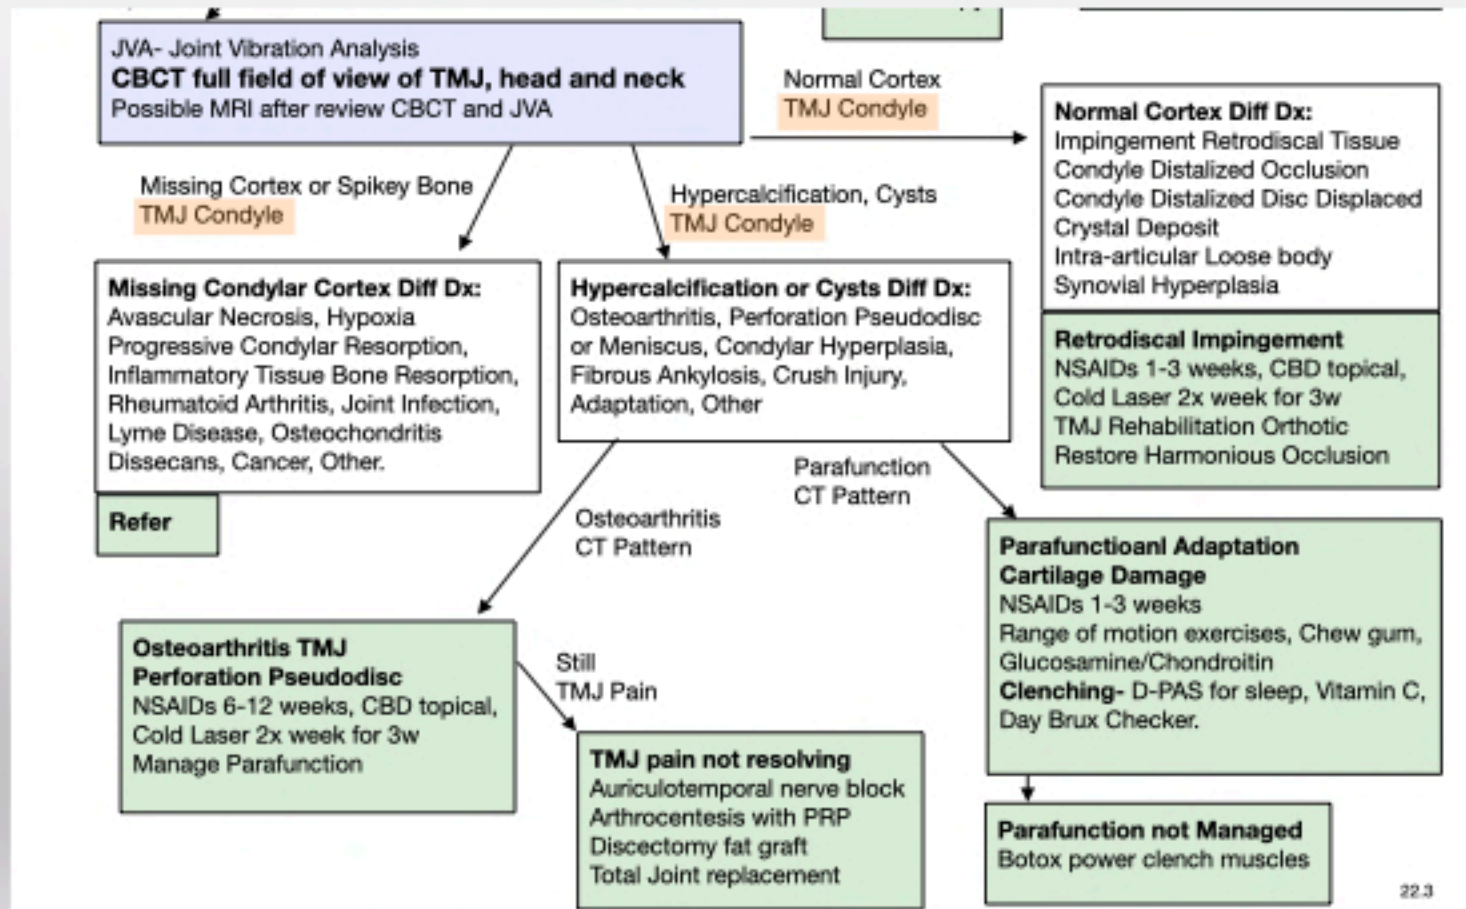 JVA- Joint Vibration Analysis
CBCT full field of view of TMJ, head and neck
Possible MRI after review CBCT and JVA
Normal Cortex
TMJ Condyle
Normal Cortex Diff Dx:
Impingement Retrodiscal Tissue
Condyle Distalized Occlusion
Condyle Distalized Disc Displaced
Crystal Deposit
Intra-articular Loose body
Synovial Hyperplasia
Retrodiscal Impingement
NSAIDs 1-3 weeks, CBD topical,
Cold Laser 2x week for 3w
TMJ Rehabilitation Orthotic
Restore Harmonious Occlusion
Missing Cortex or Spikey Bone
TMJ Condyle
Hypercalcification, Cysts
TMJ Condyle
Missing Condylar Cortex Diff Dx:
Avascular Necrosis, Hypoxia
Progressive Condylar Resorption,
Inflammatory Tissue Bone Resorption,
Rheumatoid Arthritis, Joint Infection,
Lyme Disease, Osteochondritis
Dissecans, Cancer, Other.
Refer
Hypercalcification or Cysts Diff Dx:
Osteoarthritis, Perforation Pseudodisc
or Meniscus, Condylar Hyperplasia,
Fibrous Ankylosis, Crush Injury,
Adaptation, Other
Osteoarthritis
CT Pattern
Parafunction
CT Pattern
Osteoarthritis TMJ
Perforation Pseudodisc
NSAIDs 6-12 weeks, CBD topical,
Cold Laser 2x week for 3w
Manage Parafunction
Still
TMJ Pain
TMJ pain not resolving
Auriculotemporal nerve block
Arthrocentesis with PRP
Discectomy fat graft
Total Joint replacement
Parafunctioanl Adaptation
Cartilage Damage
NSAIDs 1-3 weeks
Range of motion exercises, Chew gum,
Glucosamine/Chondroitin
Clenching- D-PAS for sleep, Vitamin C,
Day Brux Checker.
Parafunction not Managed
Botox power clench muscles
22.3